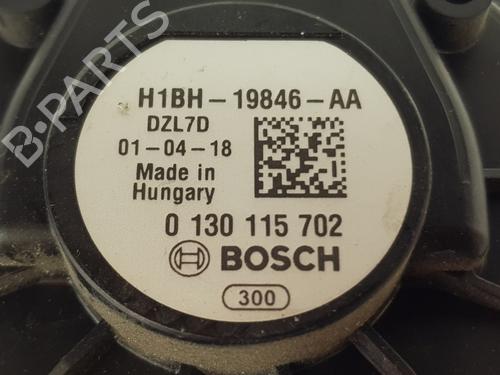 H1BH-19846-AA
DZL7D
01-04-18
Made in
Hungary
0 130 115 702
BOSCH
300
B-PARTS